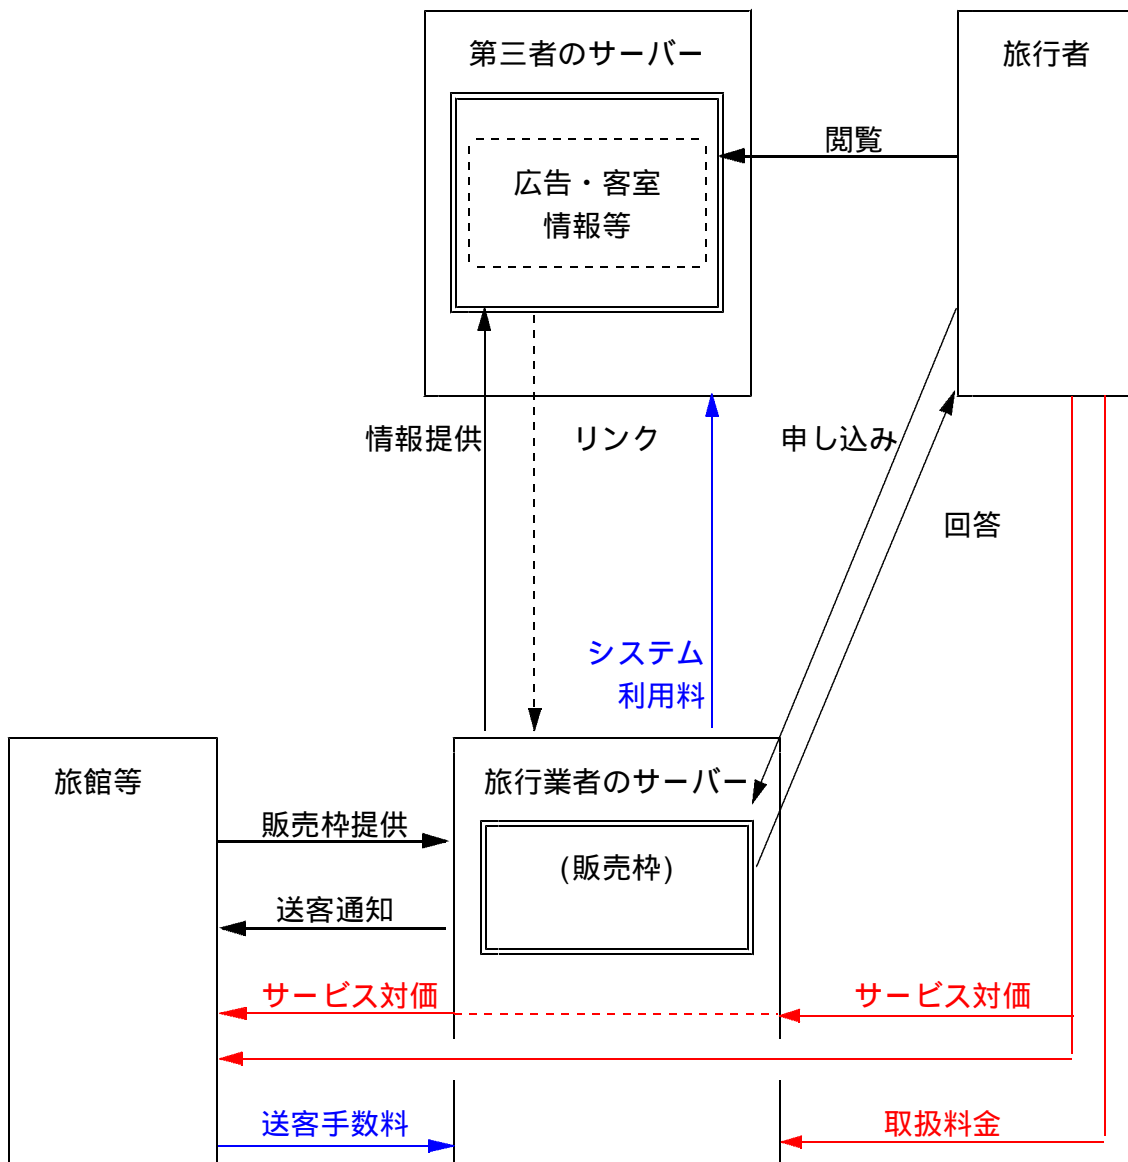 第三者のサーバー
旅行者
閲覧
広告・客室
情報等
情報提供
リンク
申し込み
回答
システム
利用料
旅館等
旅行業者のサーバー
販売枠提供
(販売枠)
送客通知
サービス対価
サービス対価
送客手数料
取扱料金